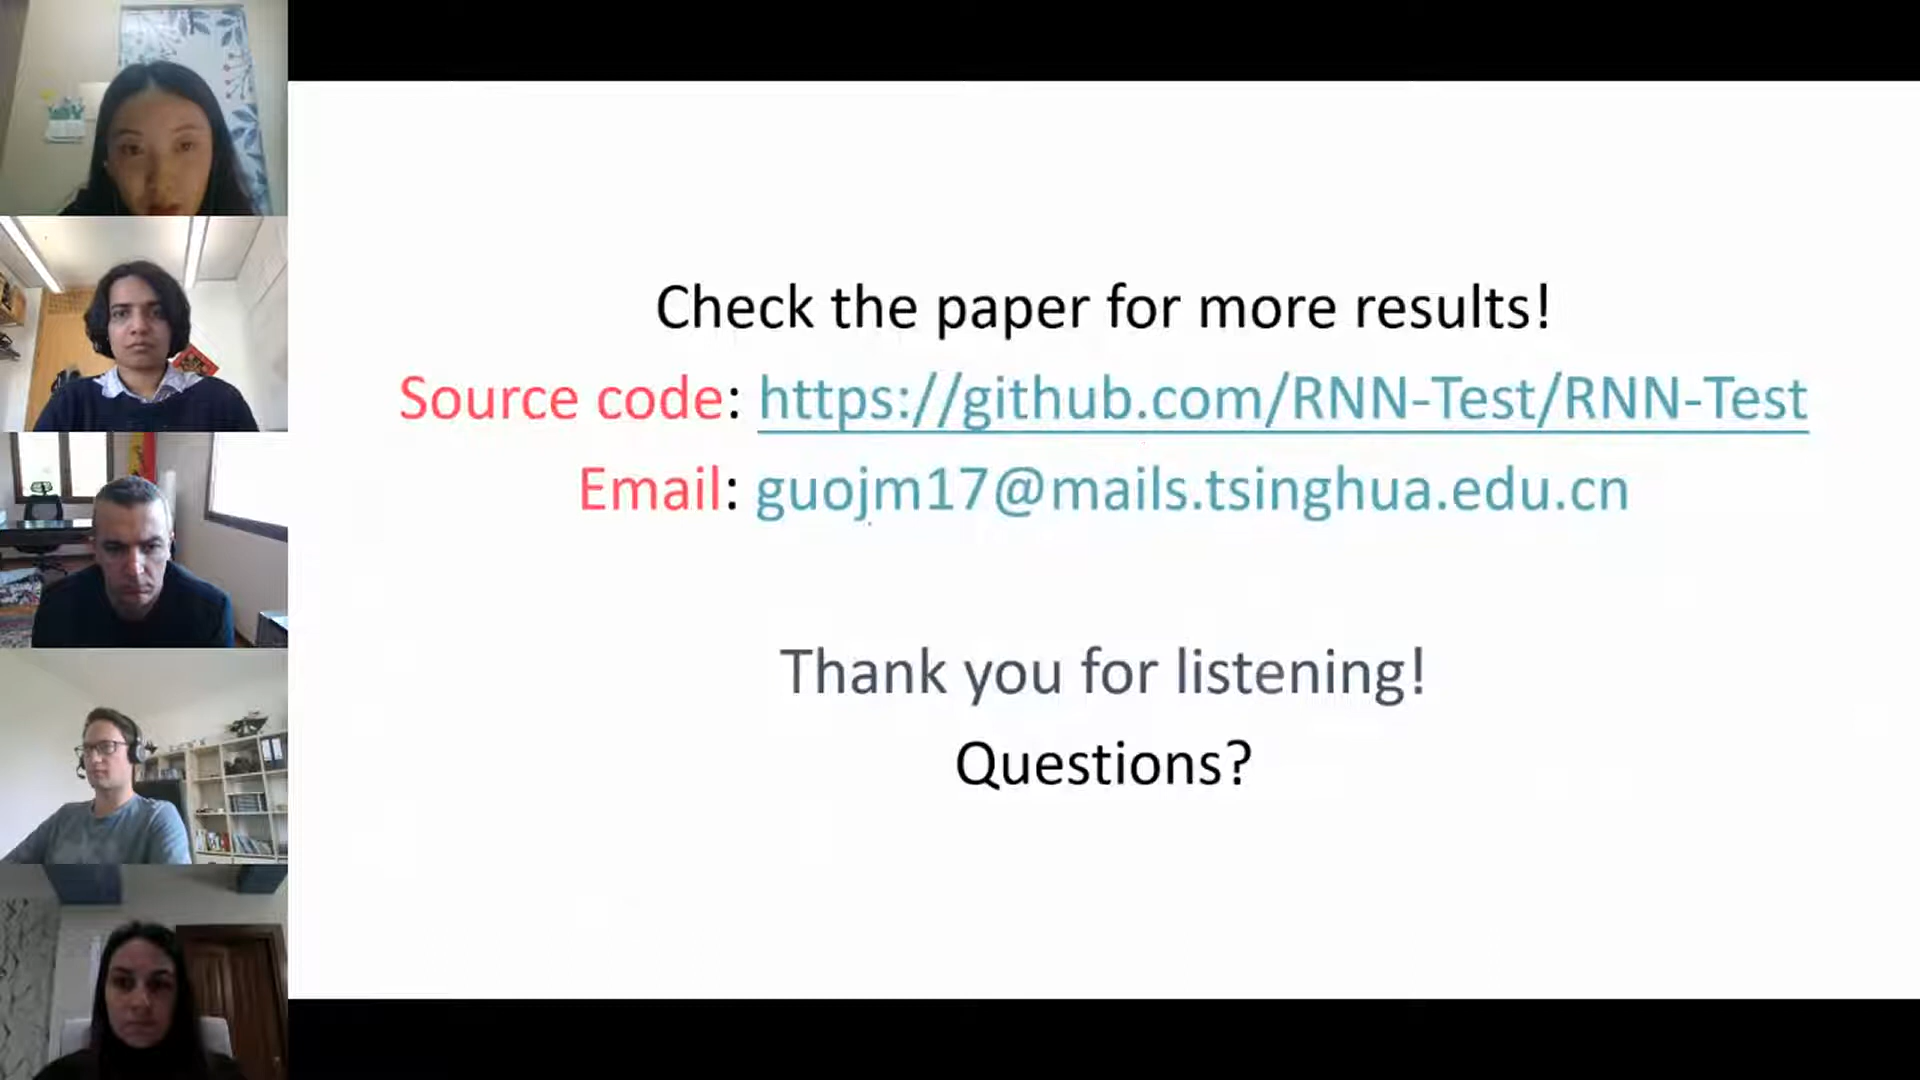 Check the paper for more results!
Source code: https://github.com/RNN-Test/RNN-Test
Email: guojm17@mails.tsinghua.edu.cn
Thank you for listening!
Questions?